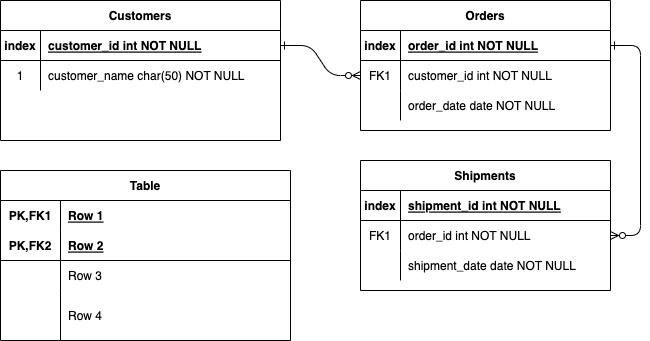 Customers
index customer_id int NOT NULL
1 customer_name char(50) NOT NULL
Orders
index order_id int NOT NULL
FK1 customer_id int NOT NULL
order_date date NOT NULL
Table
PK,FK1 Row 1
PK,FK2 Row 2
Row 3
Row 4
Shipments
index shipment_id int NOT NULL
FK1 order_id int NOT NULL
shipment_date date NOT NULL